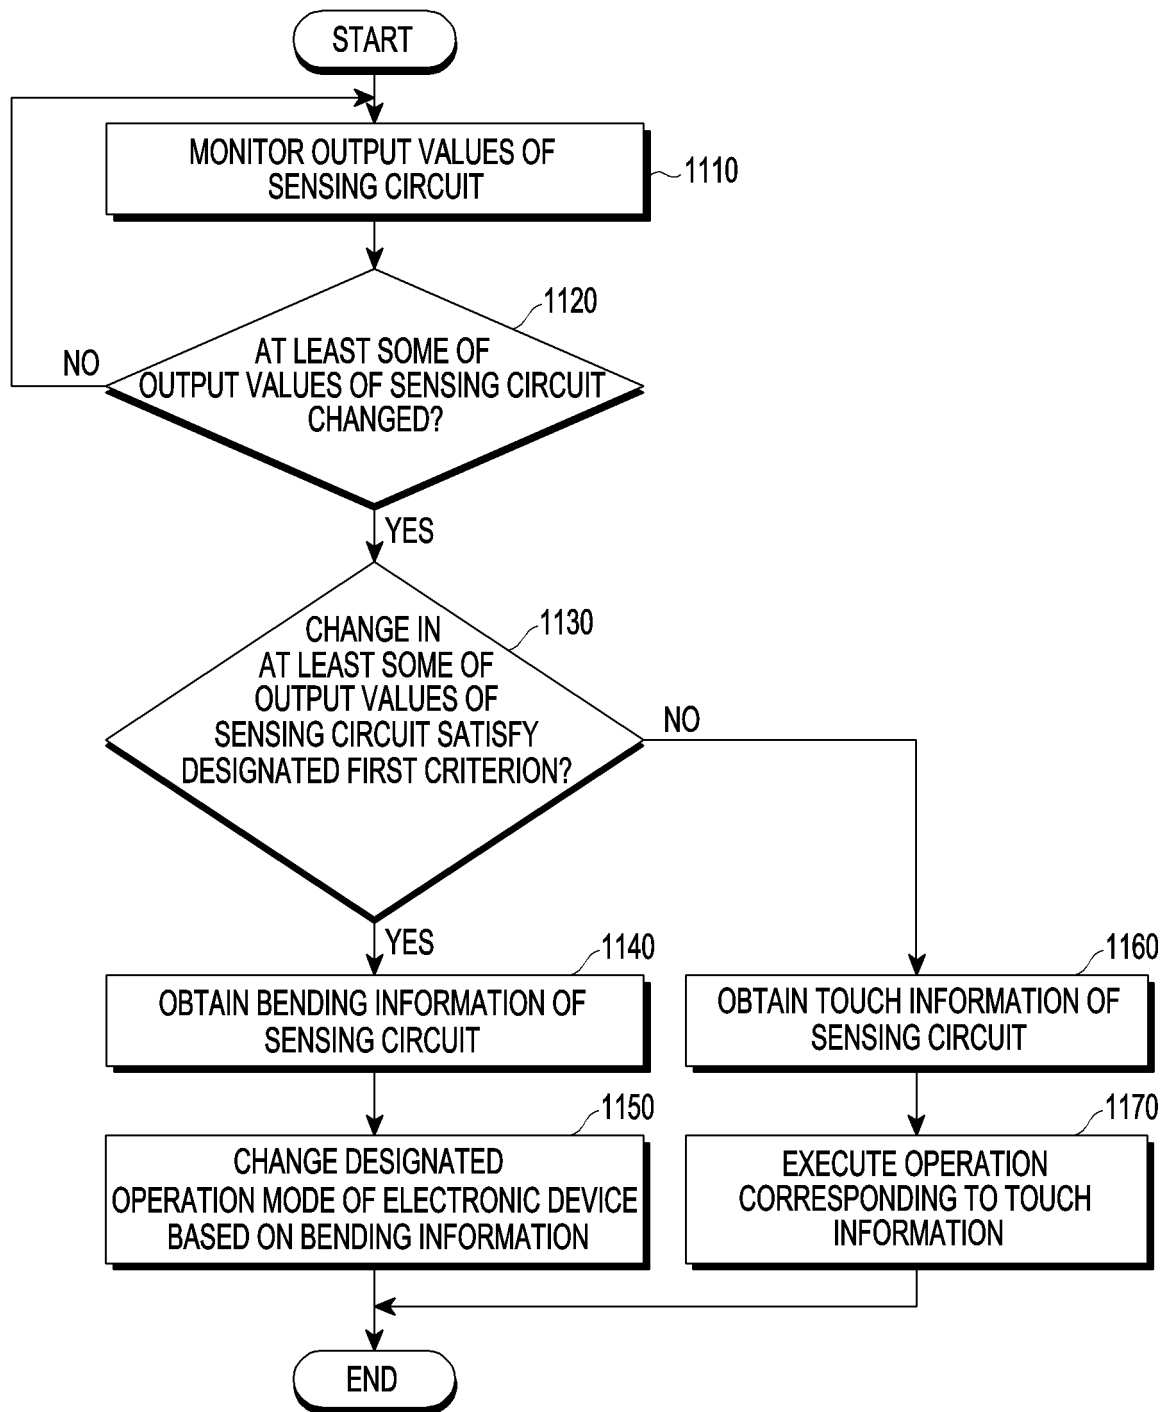 START
MONITOR OUTPUT VALUES OF
SENSING CIRCUIT
1110
1120
AT LEAST SOME OF
OUTPUT VALUES OF SENSING CIRCUIT
CHANGED?
NO
YES
1130
CHANGE IN
AT LEAST SOME OF
OUTPUT VALUES OF
SENSING CIRCUIT SATISFY
DESIGNATED FIRST CRITERION?
NO
YES
1140
OBTAIN BENDING INFORMATION OF
SENSING CIRCUIT
1160
OBTAIN TOUCH INFORMATION OF
SENSING CIRCUIT
1150
CHANGE DESIGNATED
OPERATION MODE OF ELECTRONIC DEVICE
BASED ON BENDING INFORMATION
1170
EXECUTE OPERATION
CORRESPONDING TO TOUCH
INFORMATION
END